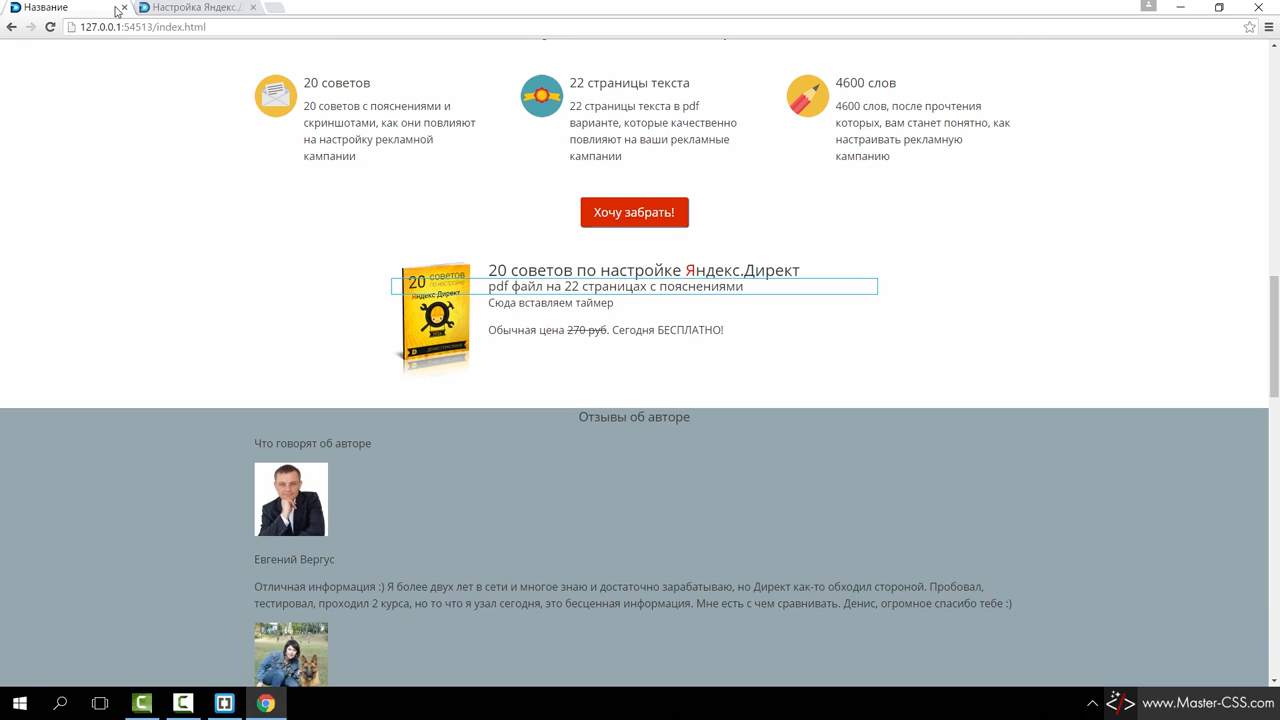 Название
Настройка Яндекс.Д
127.0.0.1:54513/index.html
20 советов
20 советов с пояснениями и
скриншотами, как они повлияют
на настройку рекламной
кампании
22 страницы текста
22 страницы текста в pdf
варианте, которые качественно
повлияют на ваши рекламные
кампании
4600 слов
4600 слов, после прочтения
которых, вам станет понятно, как
настраивать рекламную
кампанию
Хочу забрать!
20 советов
по настройке
Яндекс.Директ
20 советов по настройке Яндекс.Директ
pdf файл на 22 страницах с пояснениями
Сюда вставляем таймер
Обычная цена 270 руб. Сегодня БЕСПЛАТНО!
Отзывы об авторе
Что говорят об авторе
Евгений Вергус
Отличная информация :) Я более двух лет в сети и многое знаю и достаточно зарабатываю, но Директ как-то обходил стороной. Пробовал,
тестировал, проходил 2 курса, но то что я узал сегодня, это бесценная информация. Мне есть с чем сравнивать. Денис, огромное спасибо тебе :)
www.Master-CSS.com